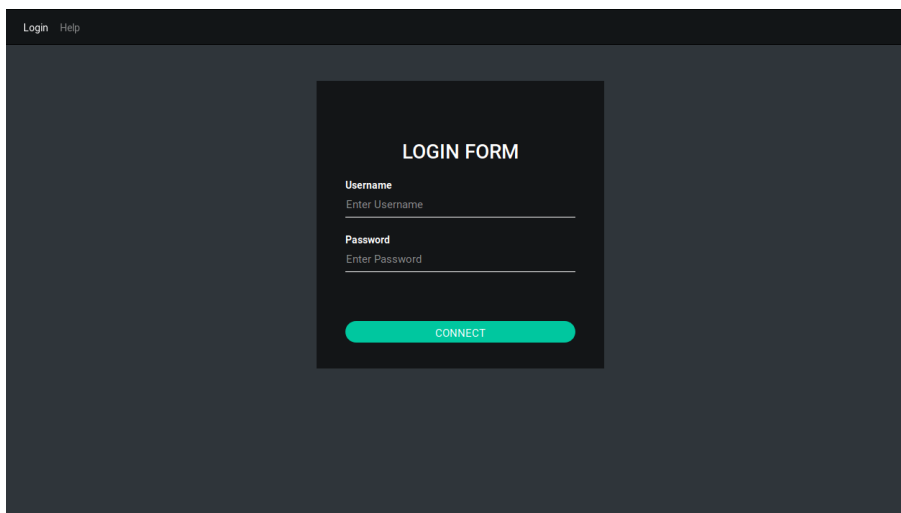 Login Help
LOGIN FORM
Username
Enter Username
Password
Enter Password
CONNECT